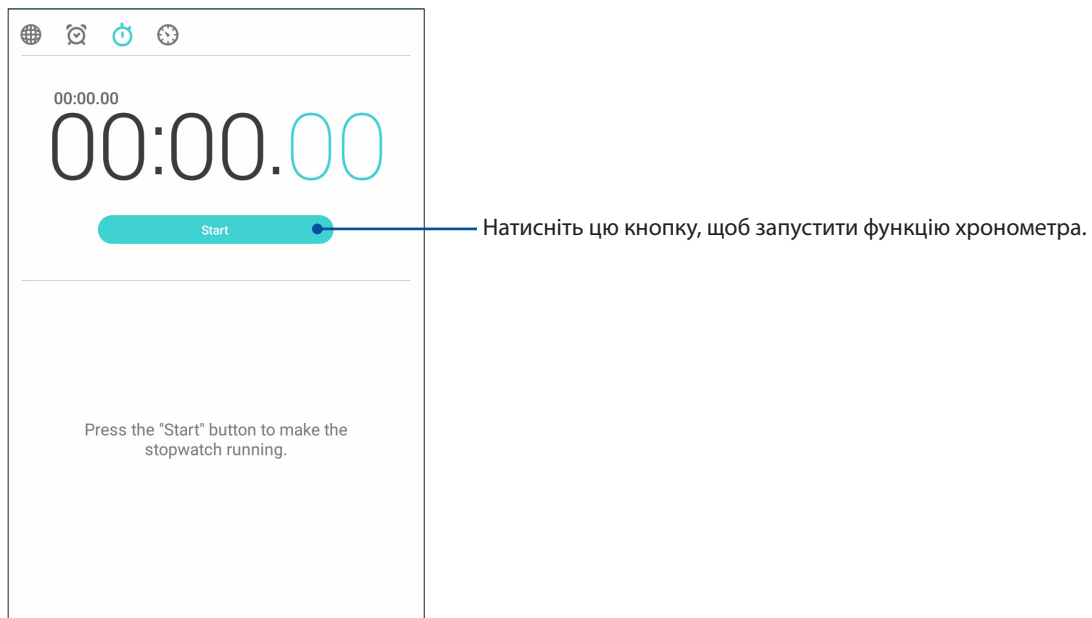 00:00.00
00:00.00
Start
Натисніть цю кнопку, щоб запустити функцію хронометра.
Press the "Start" button to make the
stopwatch running.